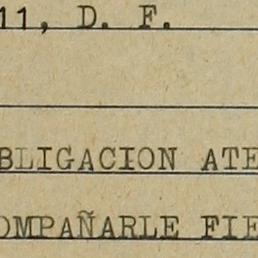 11, D. F.
BLIGACION ATE
OMPAÑARLE FIE